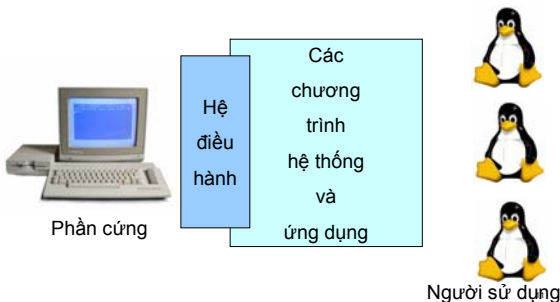 Các
chương
trình
hệ thống
và
ứng dụng
Hệ
điều
hành
Phần cứng
Người sử dụng